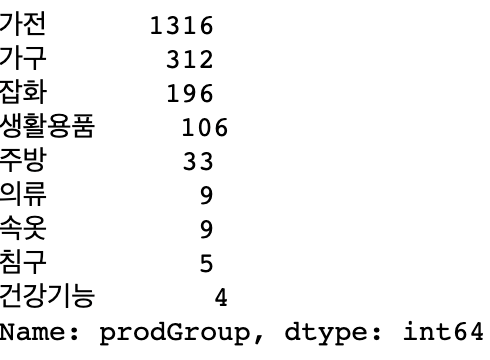 가전 1316
가구 312
잡화 196
생활용품 106
주방 33
의류 9
속옷 9
침구 5
건강기능 4
Name: prodGroup, dtype: int64